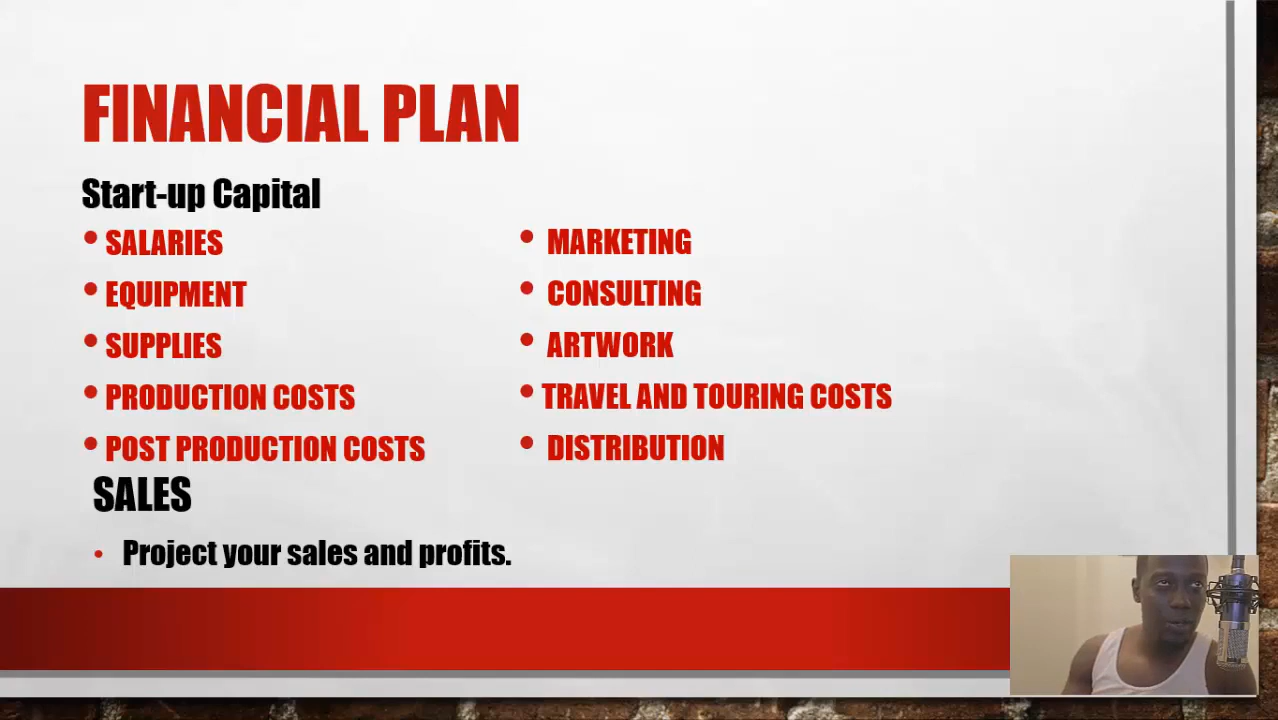 FINANCIAL PLAN
Start-up Capital
• SALARIES
• EQUIPMENT
• SUPPLIES
• PRODUCTION COSTS
• POST PRODUCTION COSTS
• MARKETING
• CONSULTING
• ARTWORK
• TRAVEL AND TOURING COSTS
• DISTRIBUTION
SALES
• Project your sales and profits.